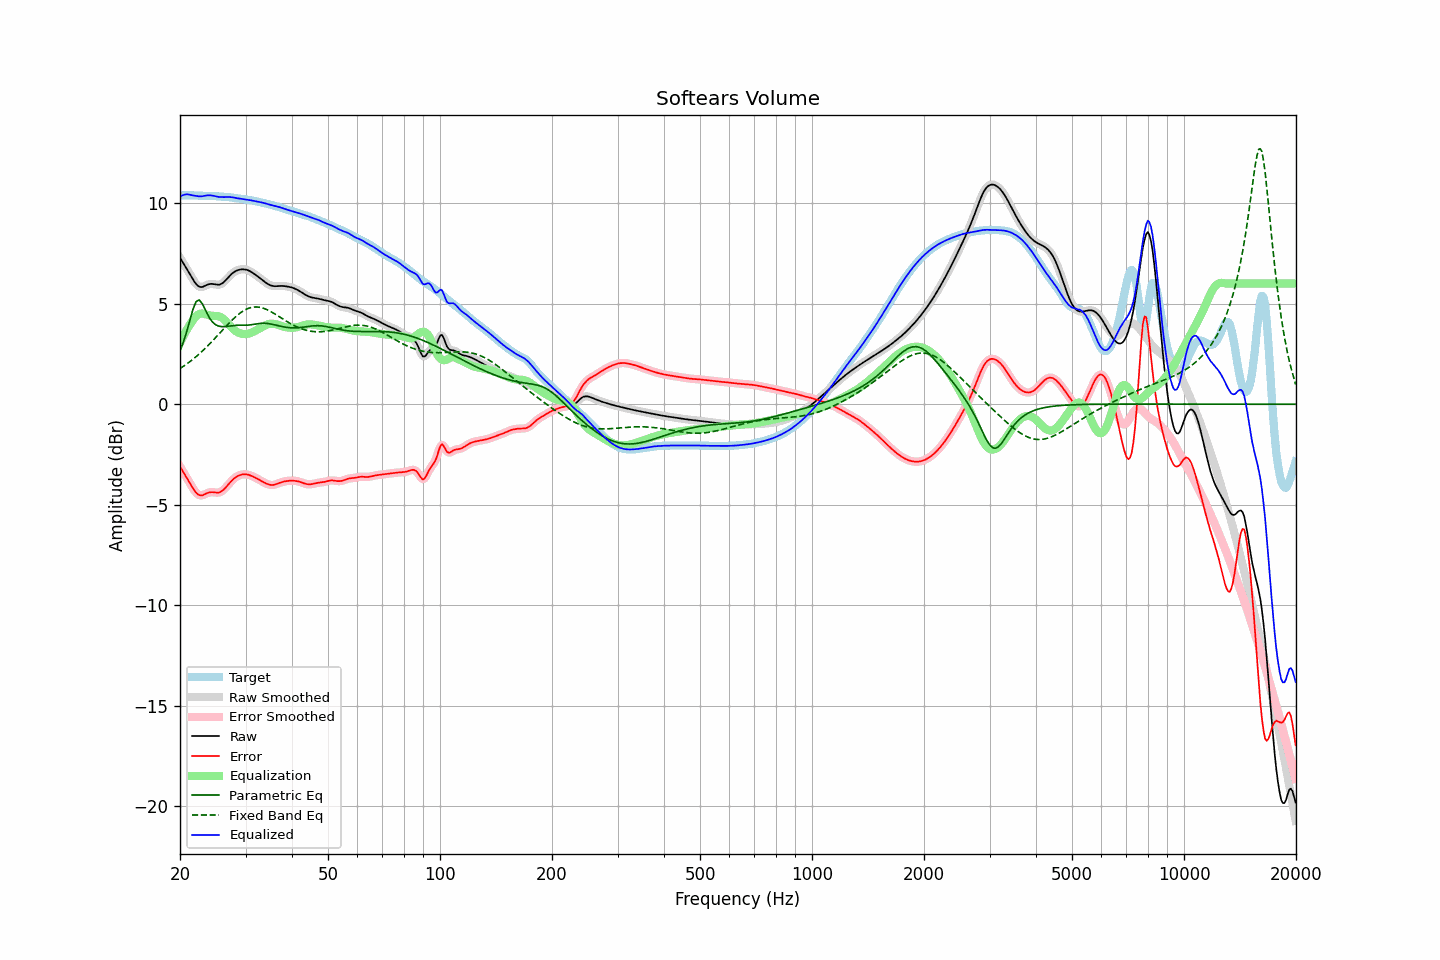 Softears Volume
Amplitude (dBr)
10
5
0
−5
−10
−15
−20
Target
Raw Smoothed
Error Smoothed
Raw
Error
Equalization
Parametric Eq
Fixed Band Eq
Equalized
20 50 100 200 500 1000 2000 5000 10000 20000
Frequency (Hz)